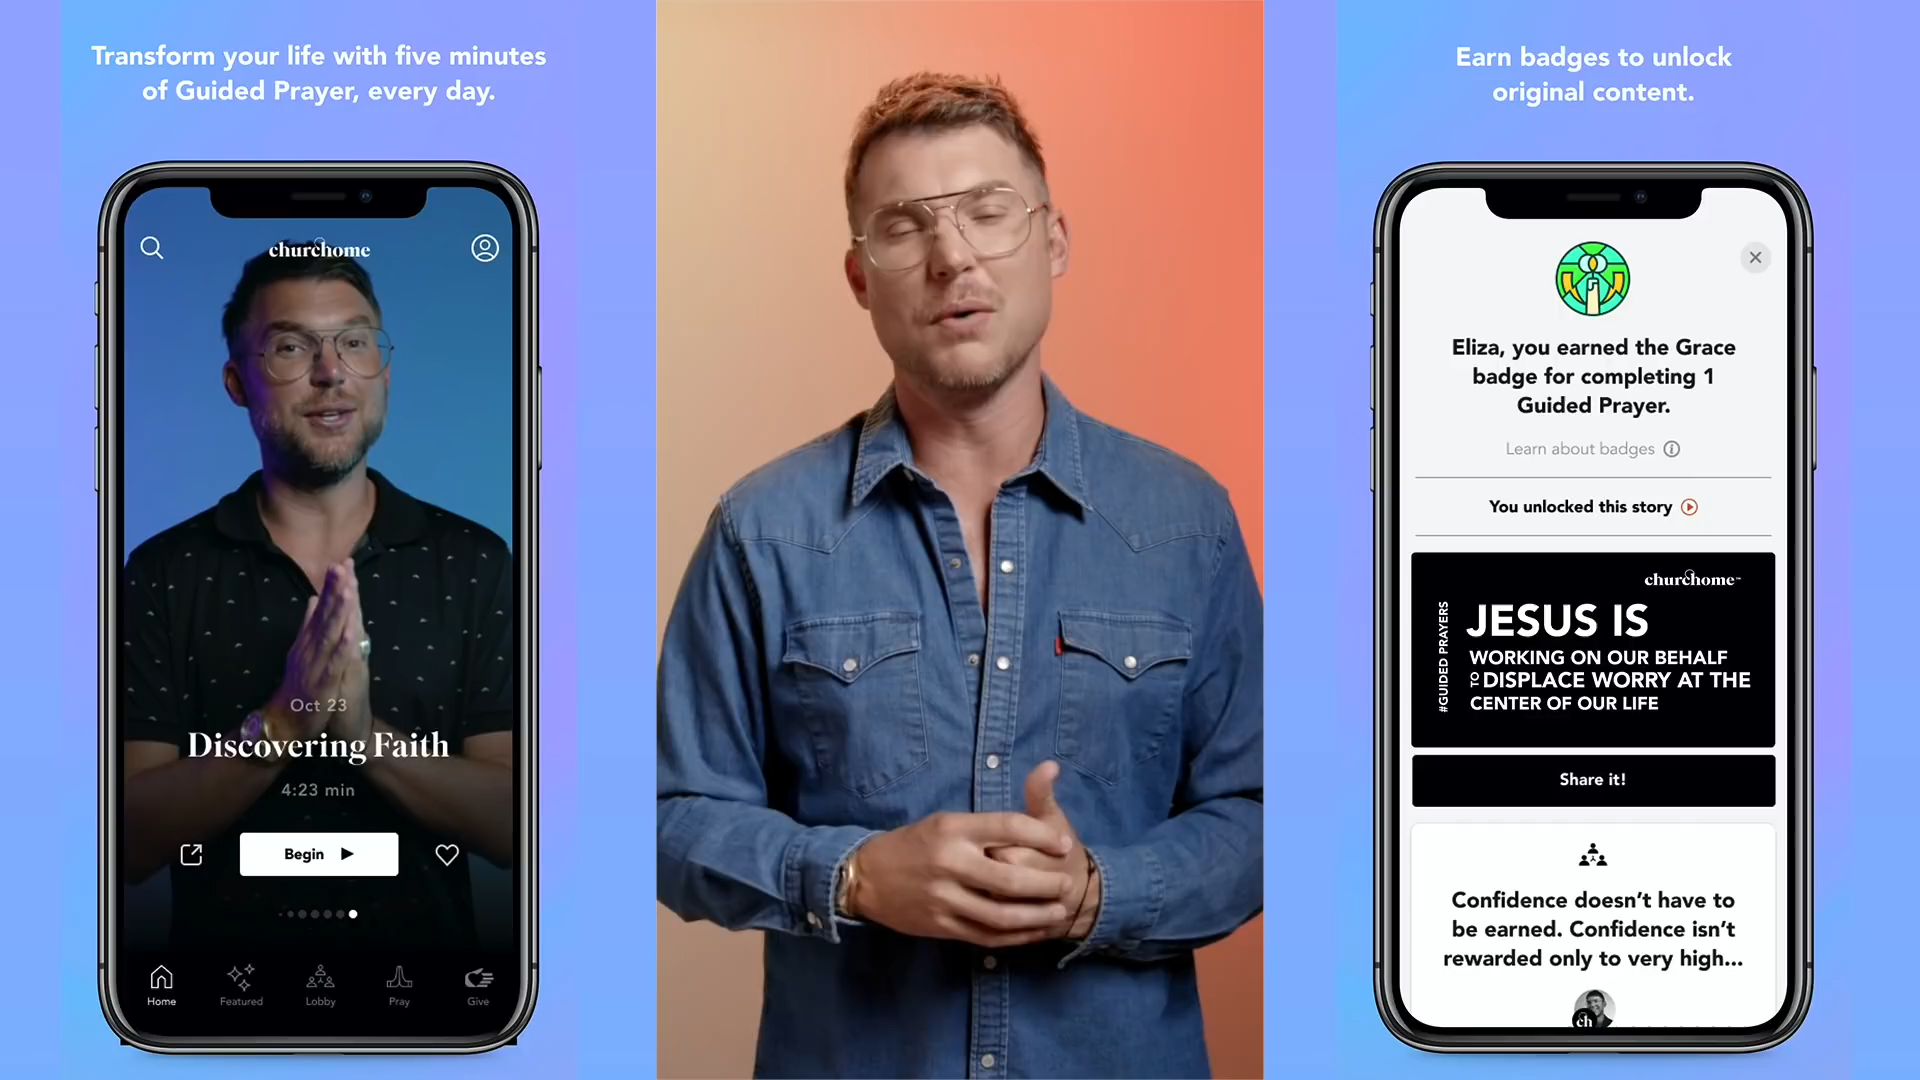 Transform your life with five minutes
of Guided Prayer, every day.
churchome
Oct 23
Discovering Faith
4:23 min
Begin
Home Featured Lobby Pray Give
Earn badges to unlock
original content.
Eliza, you earned the Grace
badge for completing 1
Guided Prayer.
Learn about badges
You unlocked this story
churchome™
#GUIDED PRAYERS
JESUS IS
WORKING ON OUR BEHALF
TO DISPLACE WORRY AT THE
CENTER OF OUR LIFE
Share it!
Confidence doesn’t have to
be earned. Confidence isn’t
rewarded only to very high...
ch